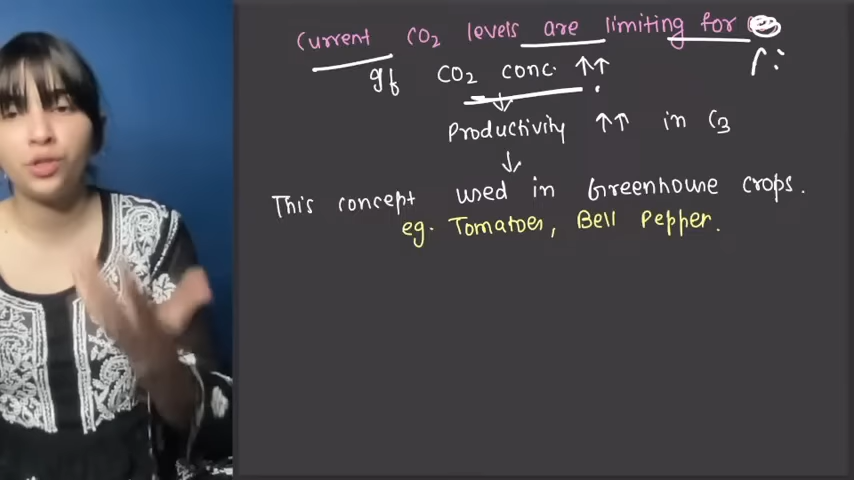 Current CO2 levels are limiting for
If CO2 conc. ↑↑
↓
Productivity ↑↑ in C3
↓
This concept used in Greenhouse crops.
eg. Tomatoes, Bell Pepper.